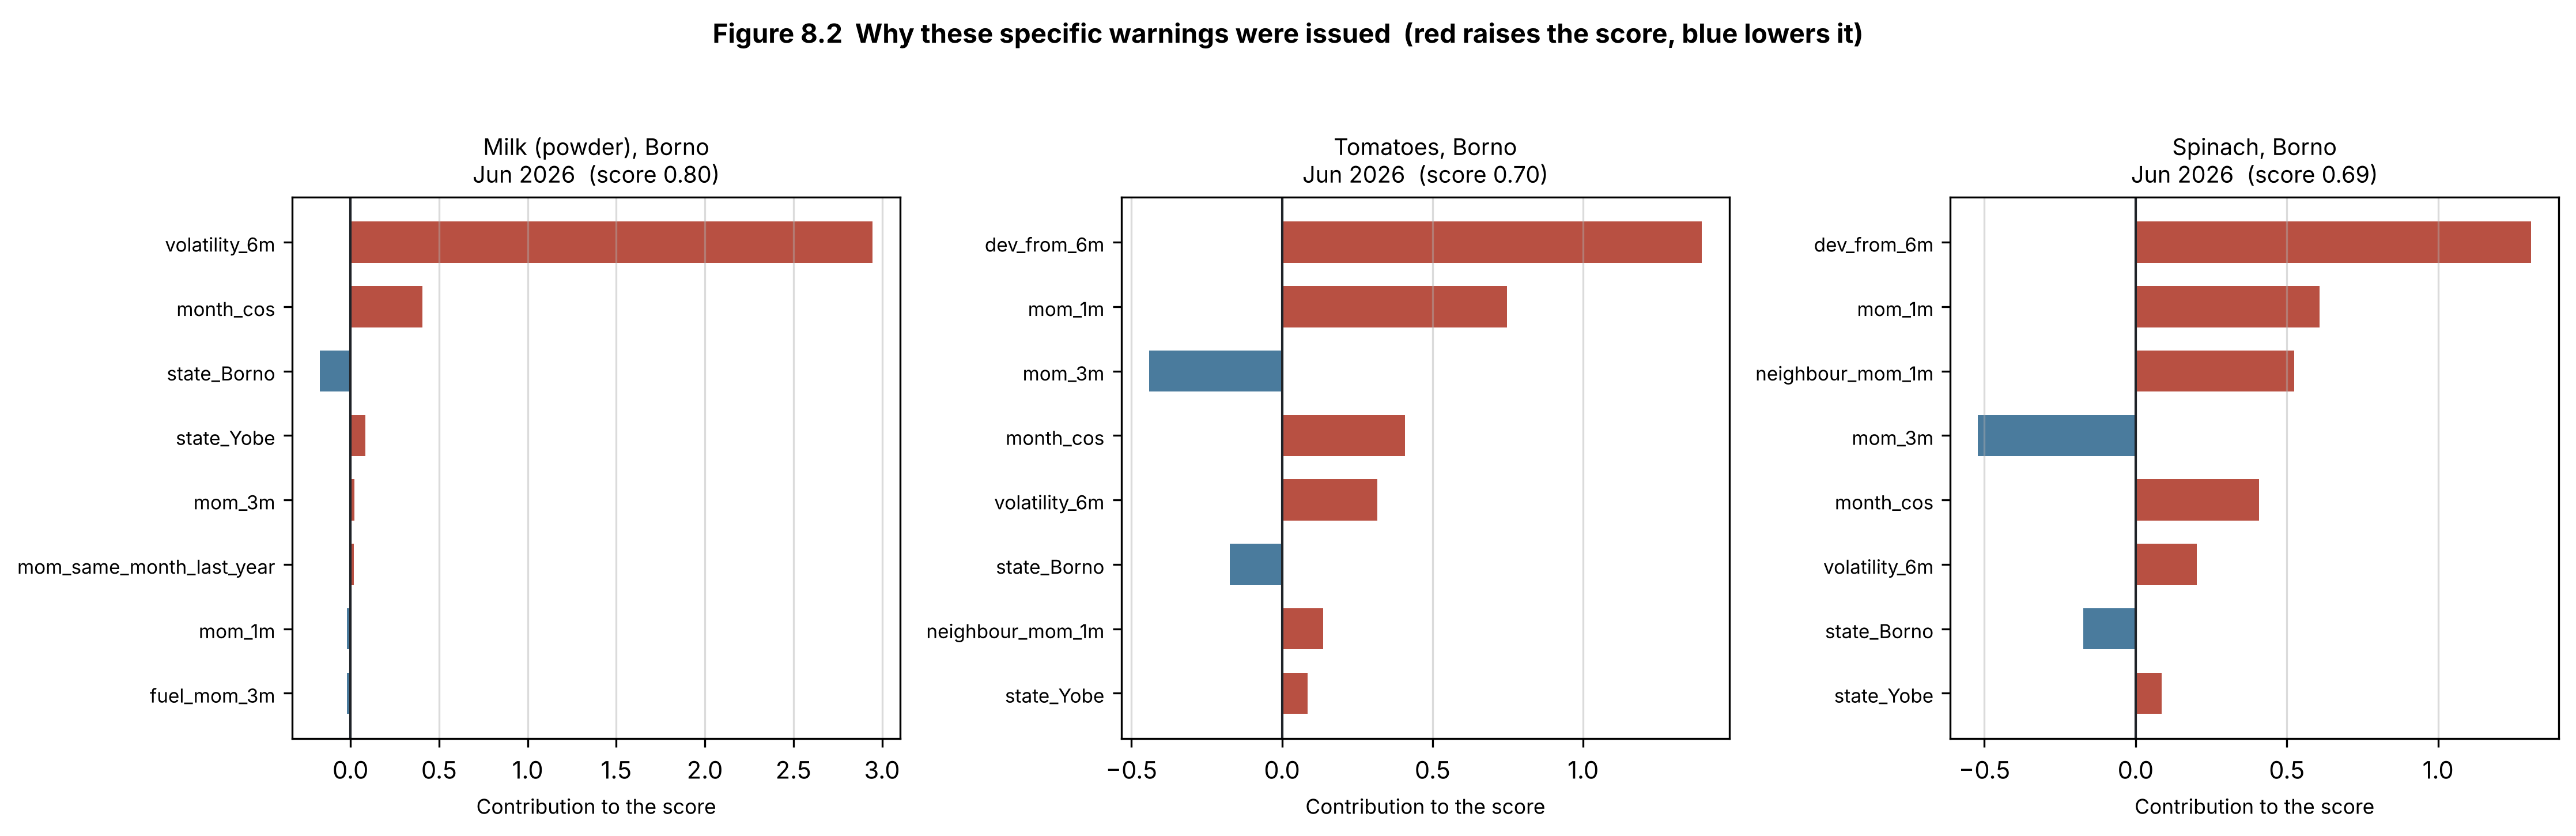 Figure 8.2  Why these specific warnings were issued  (red raises the score, blue lowers it)
Milk (powder), Borno
Jun 2026  (score 0.80)
volatility_6m
month_cos
state_Borno
state_Yobe
mom_3m
mom_same_month_last_year
mom_1m
fuel_mom_3m
0.0 0.5 1.0 1.5 2.0 2.5 3.0
Contribution to the score
Tomatoes, Borno
Jun 2026  (score 0.70)
dev_from_6m
mom_1m
mom_3m
month_cos
volatility_6m
state_Borno
neighbour_mom_1m
state_Yobe
−0.5 0.0 0.5 1.0
Contribution to the score
Spinach, Borno
Jun 2026  (score 0.69)
dev_from_6m
mom_1m
neighbour_mom_1m
mom_3m
month_cos
volatility_6m
state_Borno
state_Yobe
−0.5 0.0 0.5 1.0
Contribution to the score